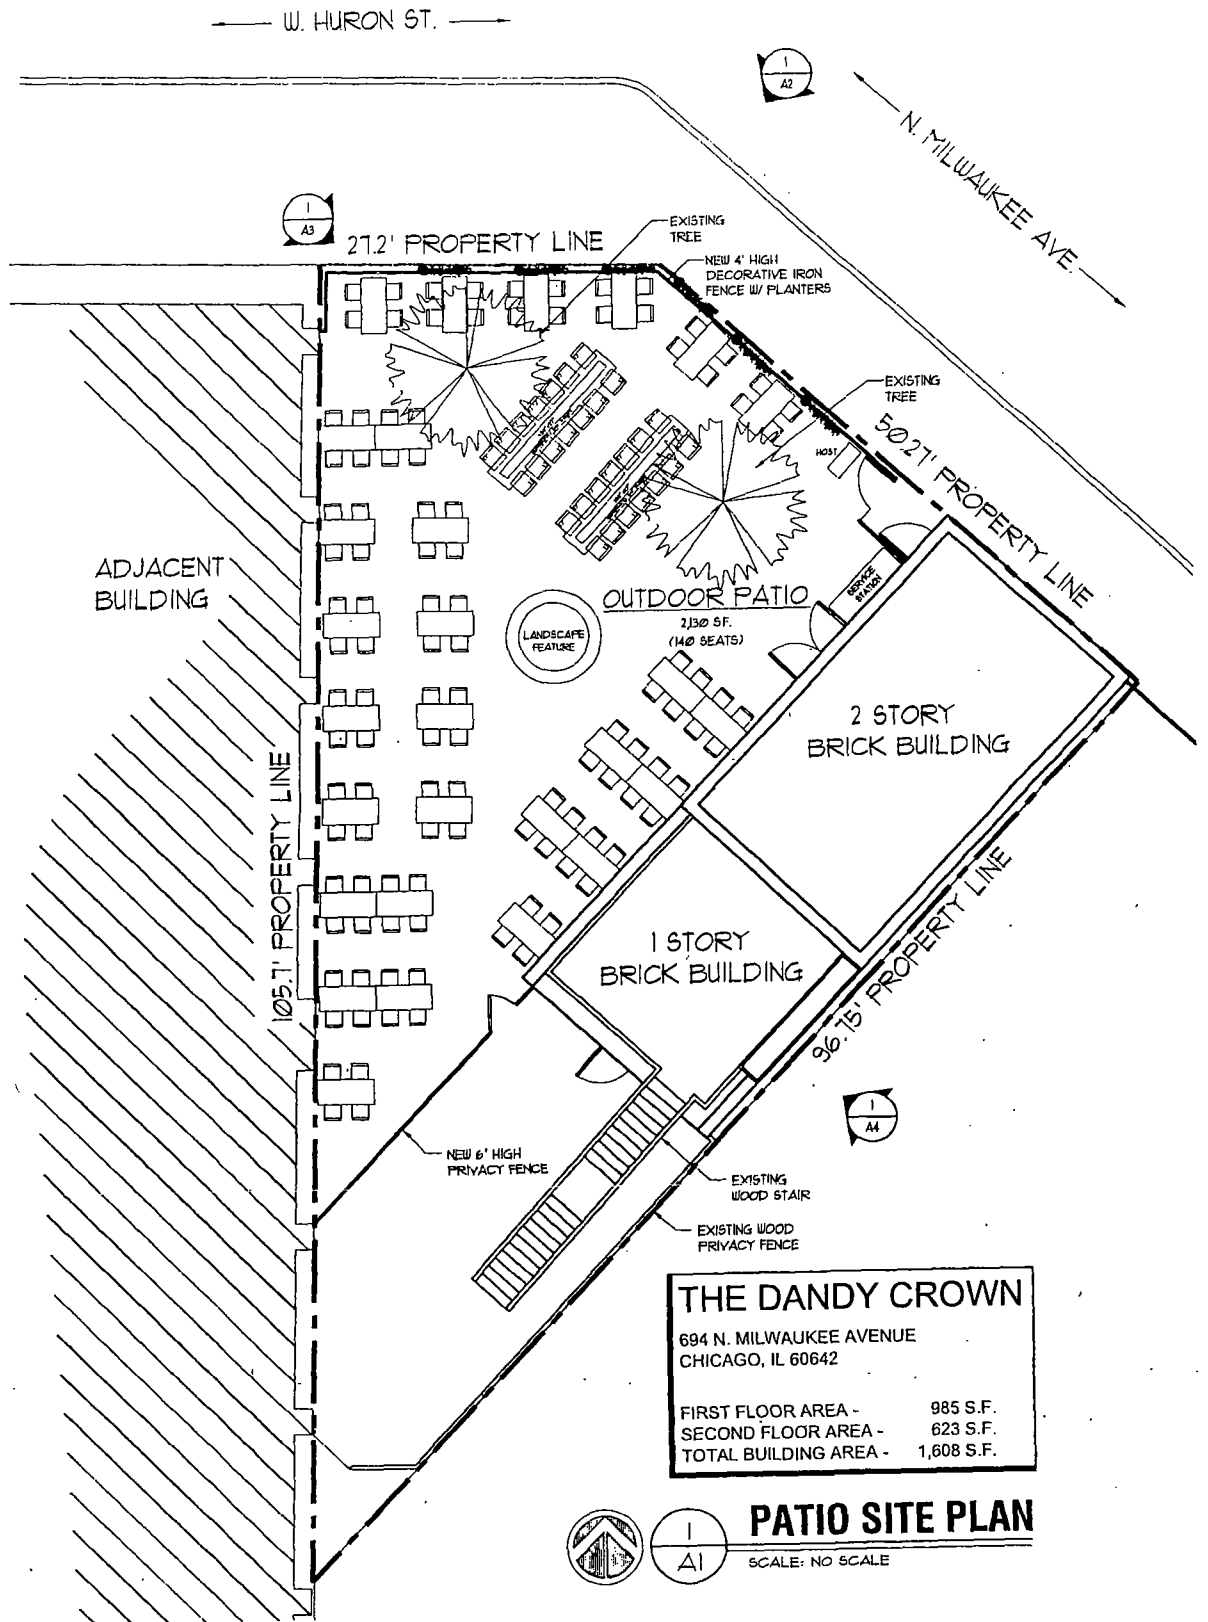 W. HURON ST.
1
A2
N. MILWAUKEE AVE.
1
A3
27.2' PROPERTY LINE
EXISTING
TREE
NEW 4' HIGH
DECORATIVE IRON
FENCE W/ PLANTERS
EXISTING
TREE
50.27' PROPERTY LINE
HOST
ADJACENT
BUILDING
SERVICE
STATION
OUTDOOR PATIO
2,130 SF.
(140 SEATS)
LANDSCAPE
FEATURE
2 STORY
BRICK BUILDING
105.7' PROPERTY LINE
1 STORY
BRICK BUILDING
96.75' PROPERTY LINE
1
A4
NEW 6' HIGH
PRIVACY FENCE
EXISTING
WOOD STAIR
EXISTING WOOD
PRIVACY FENCE
THE DANDY CROWN
694 N. MILWAUKEE AVENUE
CHICAGO, IL 60642
FIRST FLOOR AREA - 985 S.F.
SECOND FLOOR AREA - 623 S.F.
TOTAL BUILDING AREA - 1,608 S.F.
1
A1
PATIO SITE PLAN
SCALE: NO SCALE